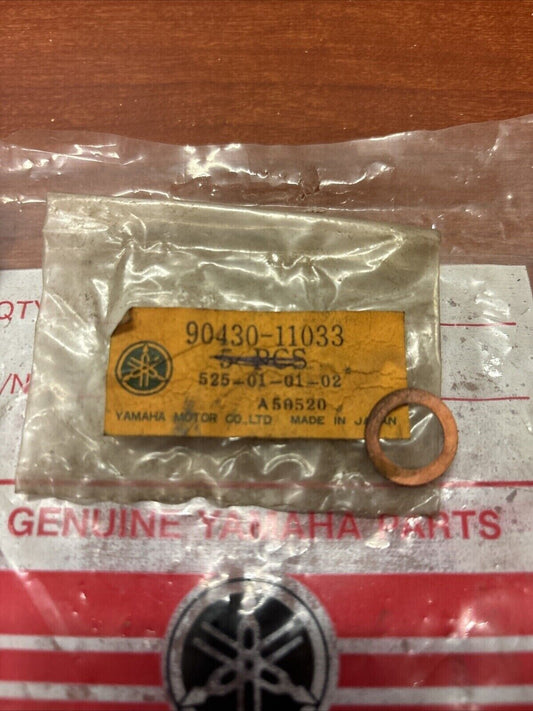 QTY
/N
90430-11033
5 PCS
525-01-01-02
A50520
YAMAHA MOTOR CO.,LTD MADE IN JAPAN
GENUINE YAMAHA PARTS